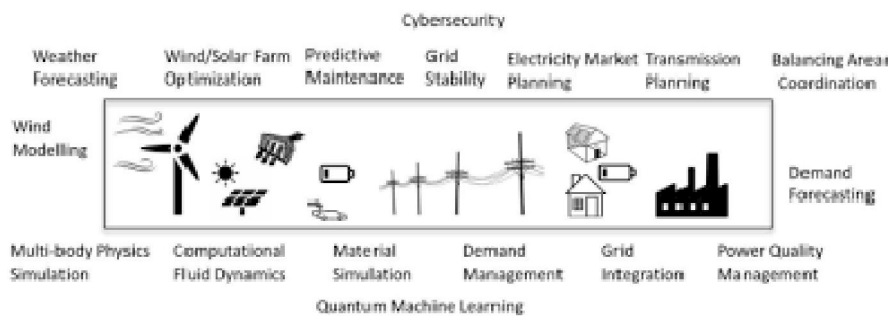 Cybersecurity
Weather
Forecasting
Wind/Solar Farm
Optimization
Predictive
Maintenance
Grid
Stability
Electricity Market
Planning
Transmission
Planning
Balancing Area
Coordination
Wind
Modelling
Demand
Forecasting
Multi-body Physics
Simulation
Computational
Fluid Dynamics
Material
Simulation
Demand
Management
Grid
Integration
Power Quality
Management
Quantum Machine Learning